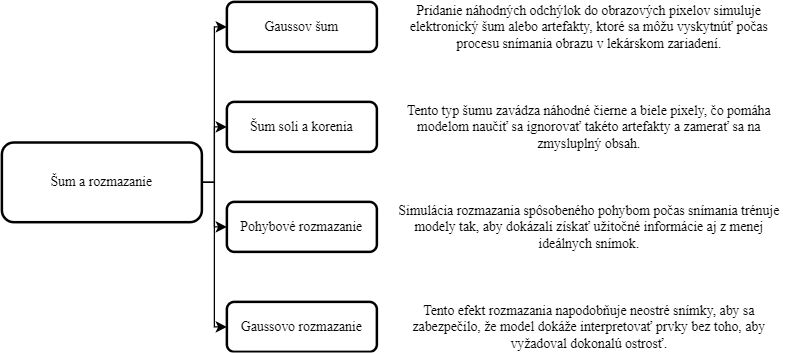 Šum a rozmazanie
Gaussov šum
Pridanie náhodných odchýlok do obrazových pixelov simuluje
elektronický šum alebo artefakty, ktoré sa môžu vyskytnúť počas
procesu snímania obrazu v lekárskom zariadení.
Šum soli a korenia
Tento typ šumu zavádza náhodné čierne a biele pixely, čo pomáha
modelom naučiť sa ignorovať takéto artefakty a zamerať sa na
zmysluplný obsah.
Pohybové rozmazanie
Simulácia rozmazania spôsobeného pohybom počas snímania trénuje
modely tak, aby dokázali získať užitočné informácie aj z menej
ideálnych snímok.
Gaussovo rozmazanie
Tento efekt rozmazania napodobňuje neostré snímky, aby sa
zabezpečilo, že model dokáže interpretovať prvky bez toho, aby
vyžadoval dokonalú ostrosť.